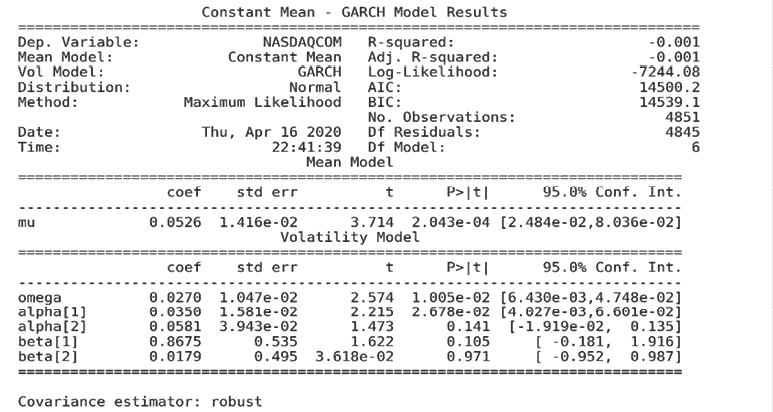 Constant Mean - GARCH Model Results
==============================================================================
Dep. Variable: NASDAQCOM R-squared: -0.001
Mean Model: Constant Mean Adj. R-squared: -0.001
Vol Model: GARCH Log-Likelihood: -7244.08
Distribution: Normal AIC: 14500.2
Method: Maximum Likelihood BIC: 14539.1
No. Observations: 4851
Date: Thu, Apr 16 2020 Df Residuals: 4845
Time: 22:41:39 Df Model: 6
Mean Model
============================================================================
coef std err t P>|t| 95.0% Conf. Int.
----------------------------------------------------------------------------
mu 0.0526 1.416e-02 3.714 2.043e-04 [2.484e-02,8.036e-02]
Volatility Model
============================================================================
coef std err t P>|t| 95.0% Conf. Int.
----------------------------------------------------------------------------
omega 0.0270 1.047e-02 2.574 1.005e-02 [6.430e-03,4.748e-02]
alpha[1] 0.0350 1.581e-02 2.215 2.678e-02 [4.027e-03,6.601e-02]
alpha[2] 0.0581 3.943e-02 1.473 0.141 [-1.919e-02, 0.135]
beta[1] 0.8675 0.535 1.622 0.105 [ -0.181, 1.916]
beta[2] 0.0179 0.495 3.618e-02 0.971 [ -0.952, 0.987]
============================================================================
Covariance estimator: robust